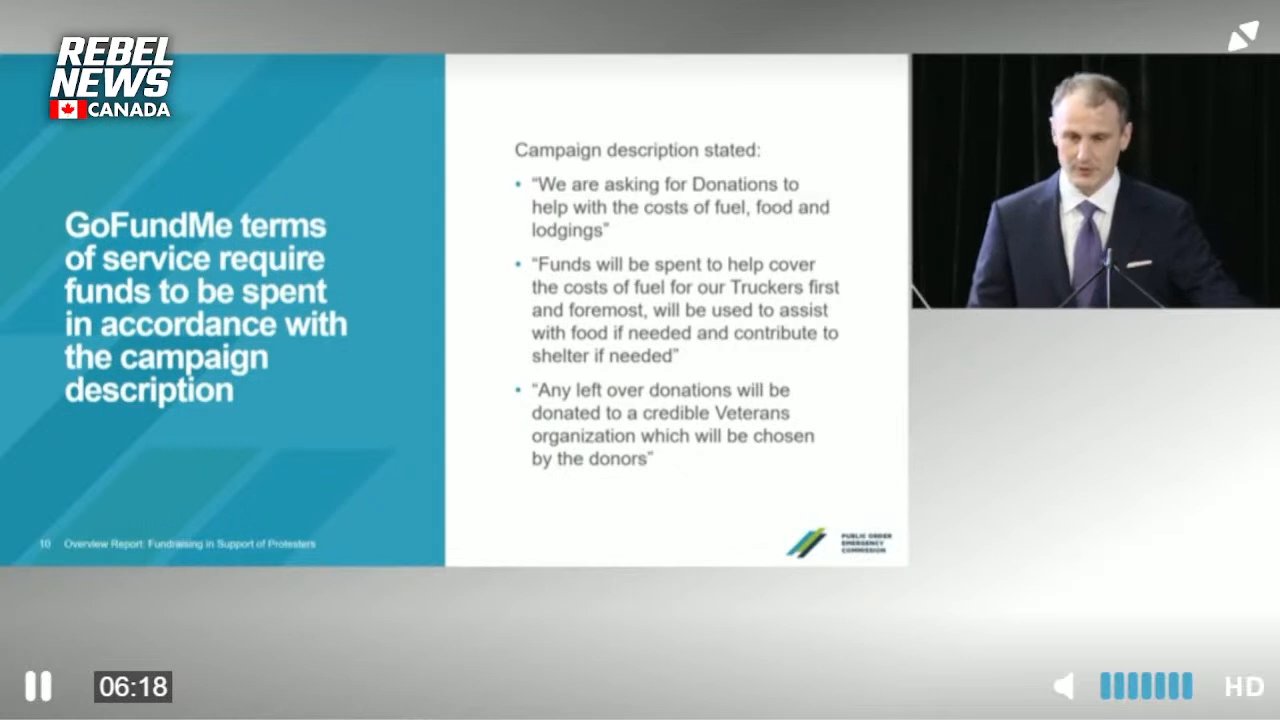 REBEL
NEWS
CANADA
GoFundMe terms
of service require
funds to be spent
in accordance with
the campaign
description
10 Overview Report: Fundraising in Support of Protesters
Campaign description stated:
• “We are asking for Donations to
help with the costs of fuel, food and
lodgings”
• “Funds will be spent to help cover
the costs of fuel for our Truckers first
and foremost, will be used to assist
with food if needed and contribute to
shelter if needed”
• “Any left over donations will be
donated to a credible Veterans
organization which will be chosen
by the donors”
PUBLIC ORDER
EMERGENCY
COMMISSION
06:18
HD